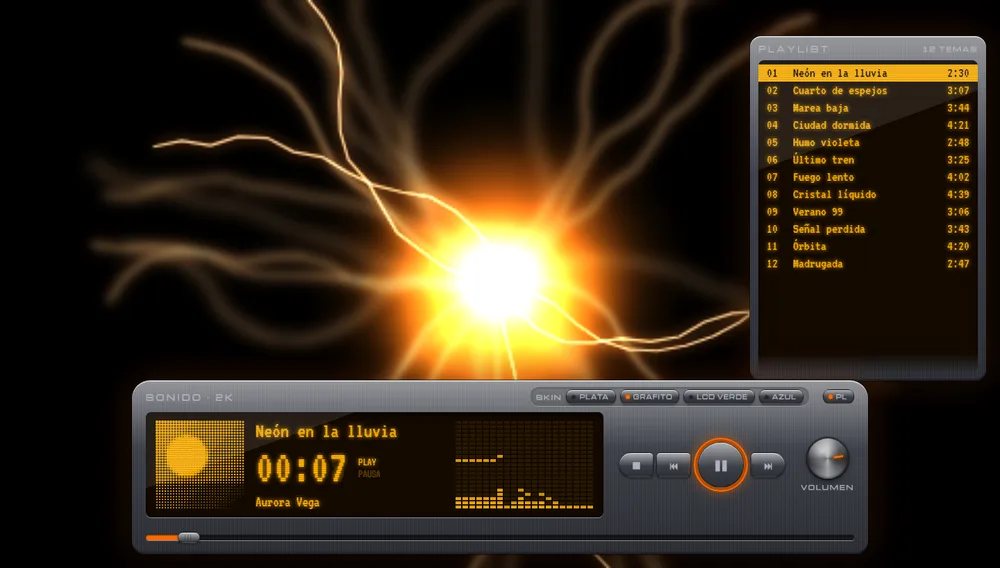 PLAYLIST 12 TEMAS
01 Neón en la lluvia 2:30
02 Cuarto de espejos 3:07
03 Marea baja 3:44
04 Ciudad dormida 4:21
05 Humo violeta 2:48
06 Último tren 3:25
07 Fuego lento 4:02
08 Cristal líquido 4:39
09 Verano 99 3:06
10 Señal perdida 3:43
11 Órbita 4:20
12 Madrugada 2:47
SONIDO · 2K
SKIN PLATA GRAFITO LCD VERDE AZUL PL
Neón en la lluvia
00:07 PLAY
PAUSA
Aurora Vega
VOLUMEN